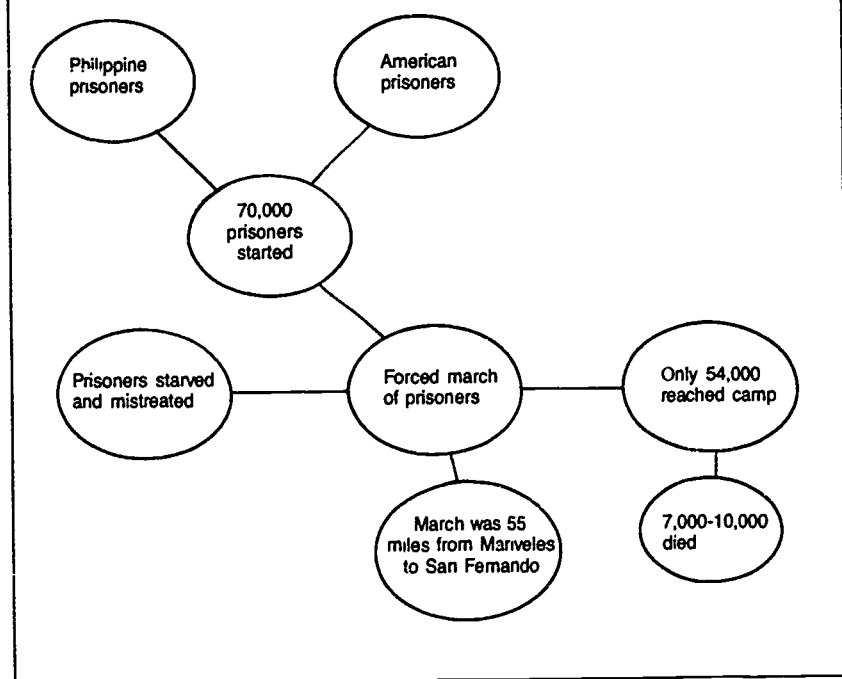 Philippine
prisoners
American
prisoners
70,000
prisoners
started
Prisoners starved
and mistreated
Forced march
of prisoners
Only 54,000
reached camp
March was 55
miles from Mariveles
to San Fernando
7,000-10,000
died